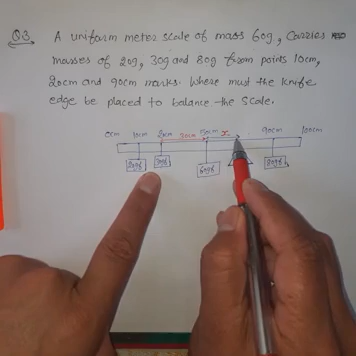 Q3. A uniform meter scale of mass 60g, Carries
masses of 20g, 30g and 80g from points 10cm,
20cm and 90cm marks. Where must the knife
edge be placed to balance the scale.
0cm 10cm 20cm 30cm 50cm x 90cm 100cm
20g 30g 60g 80g